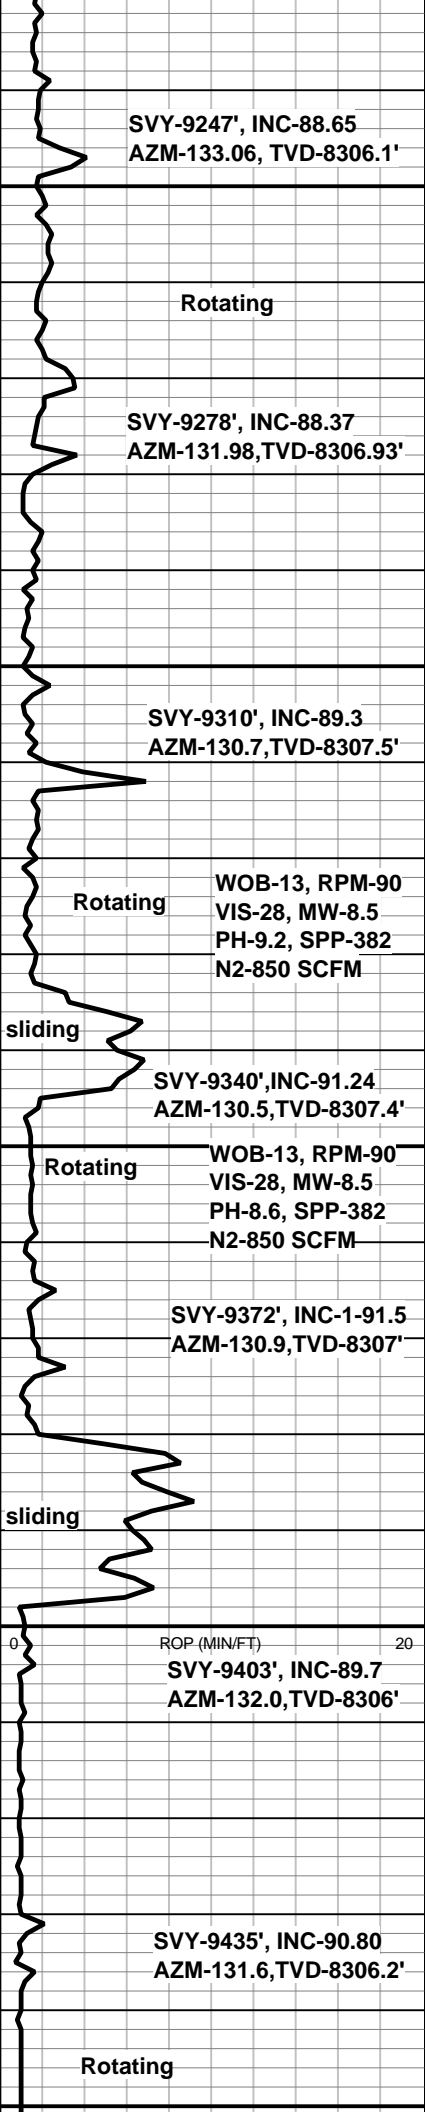 SVY-9247', INC-88.65
AZM-133.06, TVD-8306.1'
Rotating
SVY-9278', INC-88.37
AZM-131.98,TVD-8306.93'
SVY-9310', INC-89.3
AZM-130.7,TVD-8307.5'
WOB-13, RPM-90
Rotating
VIS-28, MW-8.5
PH-9.2, SPP-382
N2-850 SCFM
sliding
SVY-9340',INC-91.24
AZM-130.5,TVD-8307.4'
WOB-13, RPM-90
Rotating
VIS-28, MW-8.5
PH-8.6, SPP-382
N2-850 SCFM
SVY-9372', INC-1-91.5
AZM-130.9,TVD-8307'
sliding
0 ROP (MIN/FT) 20
SVY-9403', INC-89.7
AZM-132.0,TVD-8306'
SVY-9435', INC-90.80
AZM-131.6,TVD-8306.2'
Rotating